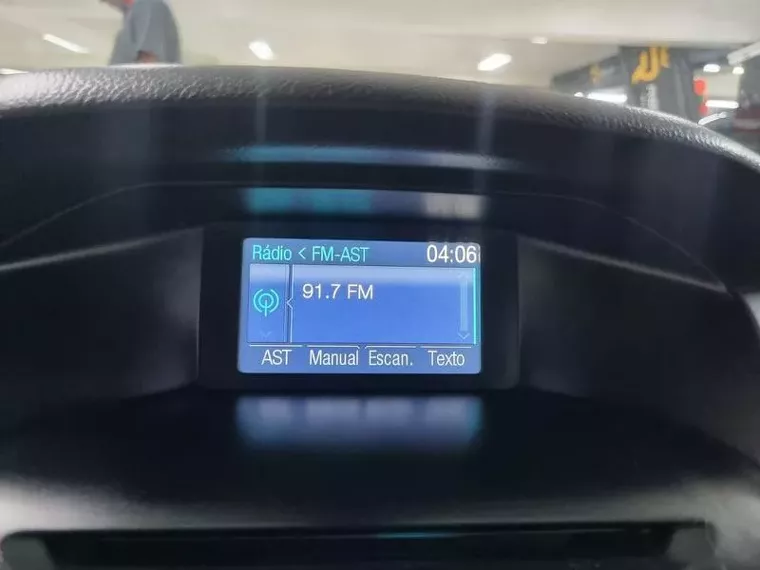 Rádio < FM-AST 04:06
91.7 FM
AST Manual Escan. Texto